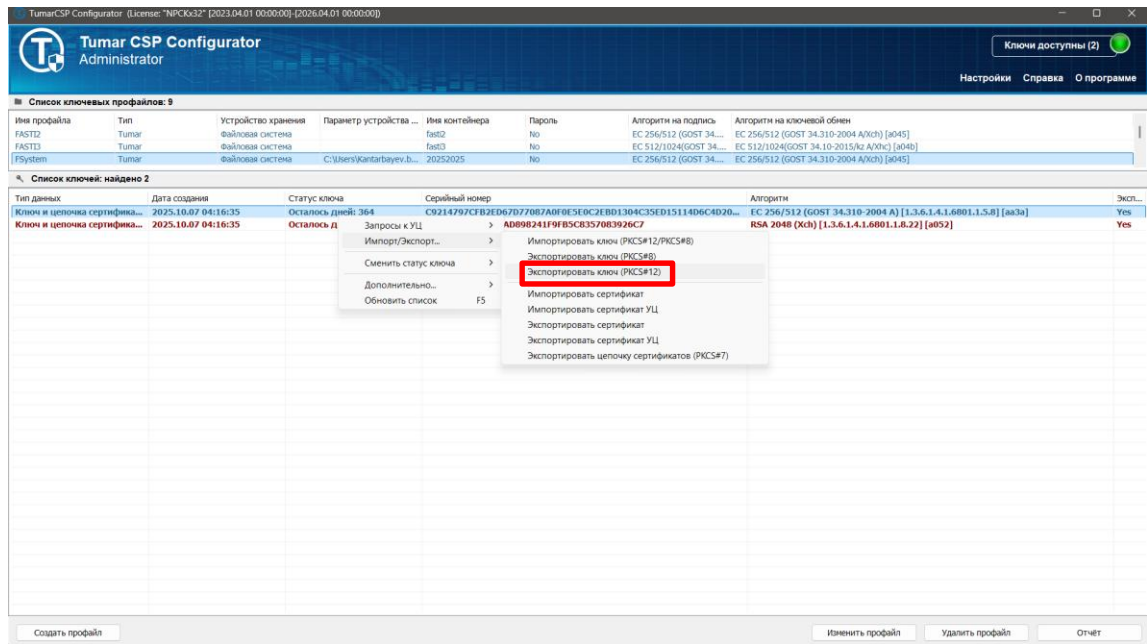 TumarCSP Configurator (License: "NPCKx32" [2023.04.01 00:00:00]-[2026.04.01 00:00:00])
Tumar CSP Configurator
Administrator
Ключи доступны (2)
Настройки Справка О программе
Список ключевых профайлов: 9
Имя профайла Тип Устройство хранения Параметр устройства ... Имя контейнера Пароль Алгоритм на подпись Алгоритм на ключевой обмен
FASTI2 Tumar Файловая система fasti2 No EC 256/512 (GOST 34.... EC 256/512 (GOST 34.310-2004 A/Xch) [a045]
FASTI3 Tumar Файловая система fasti3 No EC 512/1024(GOST 34.... EC 512/1024(GOST 34.10-2015/kz A/Xhc) [a04b]
FSystem Tumar Файловая система C:\Users\Kantarbayev.b... 20252025 No EC 256/512 (GOST 34.... EC 256/512 (GOST 34.310-2004 A/Xch) [a045]
Список ключей: найдено 2
Тип данных Дата создания Статус ключа Серийный номер Алгоритм Эксп...
Ключ и цепочка сертифика... 2025.10.07 04:16:35 Осталось дней: 364 C9214797CFB2ED67D77087A0F0E5E0C2EBD1304C35ED15114D6C4D20... EC 256/512 (GOST 34.310-2004 A) [1.3.6.1.4.1.6801.1.5.8] [aa3a] Yes
Ключ и цепочка сертифика... 2025.10.07 04:16:35 Осталось д AD898241F9FB5C8357083926C7 RSA 2048 (Xch) [1.3.6.1.4.1.6801.1.8.22] [a052] Yes
Запросы к УЦ >
Импорт/Экспорт... >
Сменить статус ключа >
Дополнительно... >
Обновить список F5
Импортировать ключ (PKCS#12/PKCS#8)
Экспортировать ключ (PKCS#8)
Экспортировать ключ (PKCS#12)
Импортировать сертификат
Импортировать сертификат УЦ
Экспортировать сертификат
Экспортировать сертификат УЦ
Экспортировать цепочку сертификатов (PKCS#7)
Создать профайл Изменить профайл Удалить профайл Отчёт